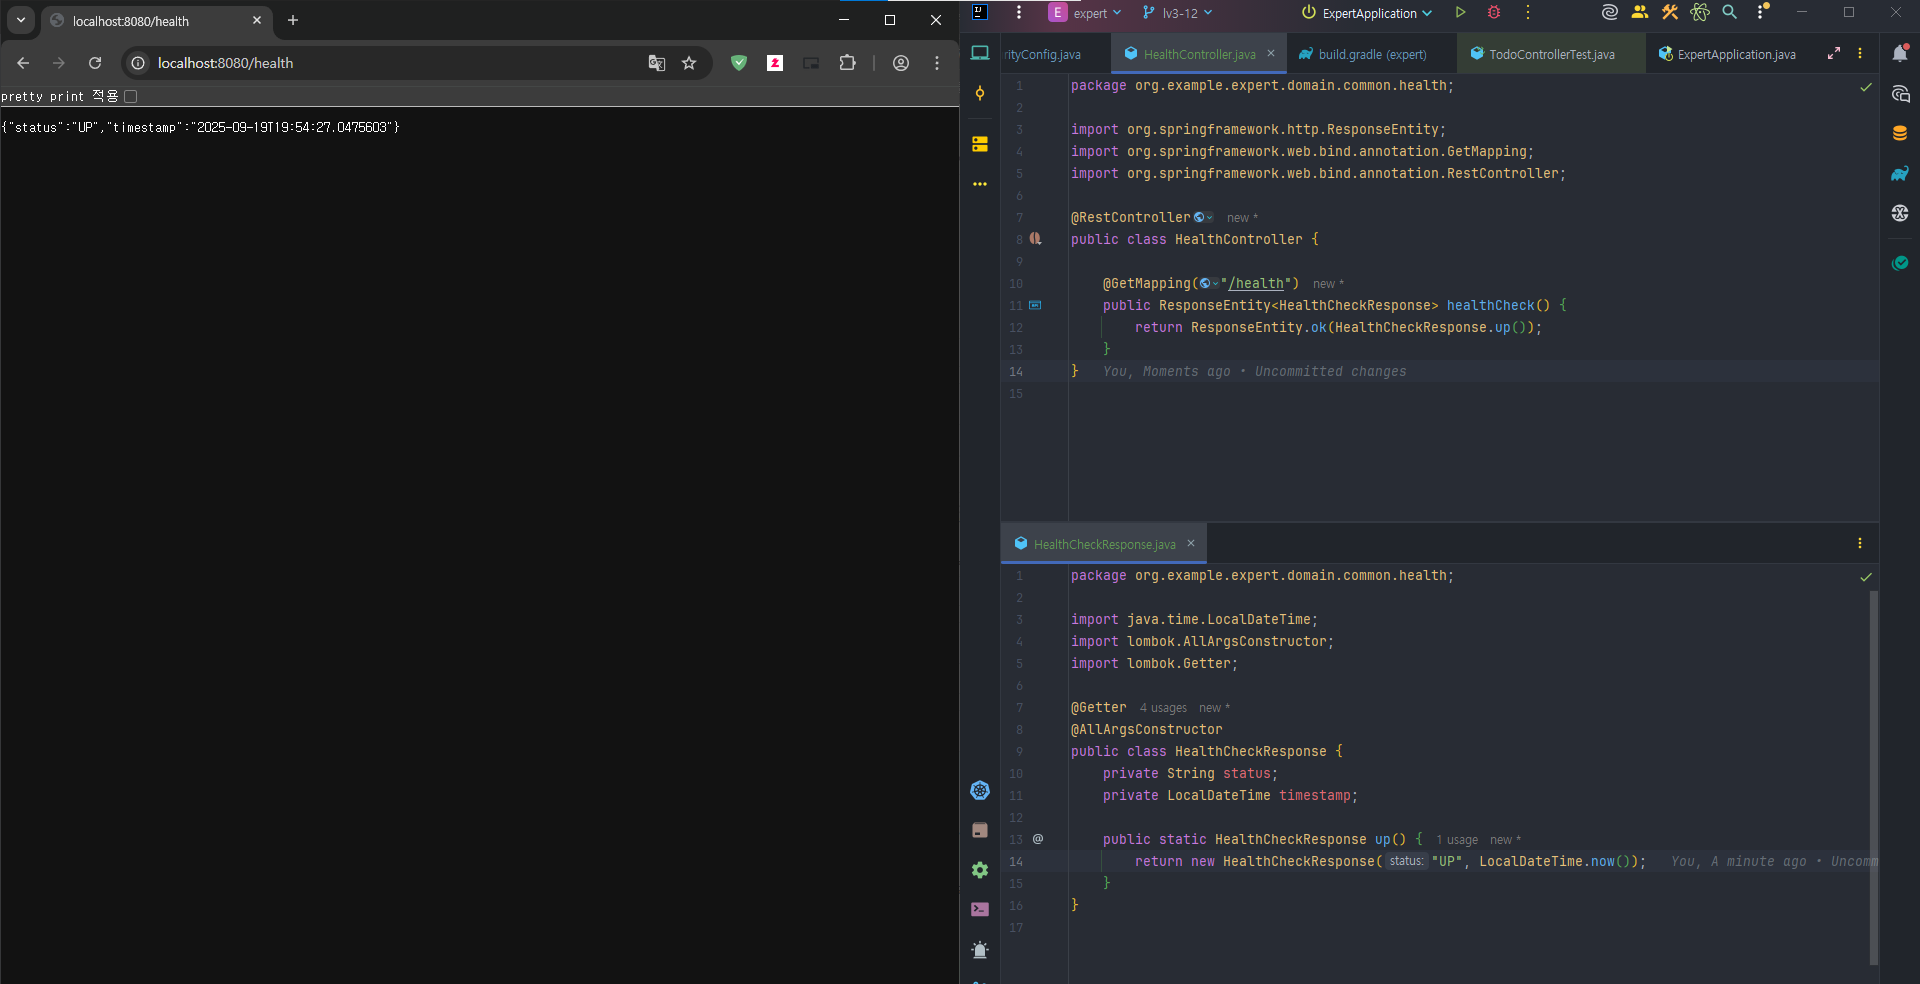 localhost:8080/health
localhost:8080/health
pretty print 적용
{"status":"UP","timestamp":"2025-09-19T19:54:27.0475603"}
E expert lv3-12 ExpertApplication
rityConfig.java HealthController.java build.gradle (expert) TodoControllerTest.java ExpertApplication.java
1 package org.example.expert.domain.common.health;
2
3 import org.springframework.http.ResponseEntity;
4 import org.springframework.web.bind.annotation.GetMapping;
5 import org.springframework.web.bind.annotation.RestController;
6
7 @RestController new *
8 public class HealthController {
9
10 @GetMapping("/health") new *
11 public ResponseEntity<HealthCheckResponse> healthCheck() {
12 return ResponseEntity.ok(HealthCheckResponse.up());
13 }
14 } You, Moments ago • Uncommitted changes
15
HealthCheckResponse.java
1 package org.example.expert.domain.common.health;
2
3 import java.time.LocalDateTime;
4 import lombok.AllArgsConstructor;
5 import lombok.Getter;
6
7 @Getter 4 usages new *
8 @AllArgsConstructor
9 public class HealthCheckResponse {
10 private String status;
11 private LocalDateTime timestamp;
12
13 @ public static HealthCheckResponse up() { 1 usage new *
14 return new HealthCheckResponse( status: "UP", LocalDateTime.now()); You, A minute ago • Uncomm
15 }
16 }
17